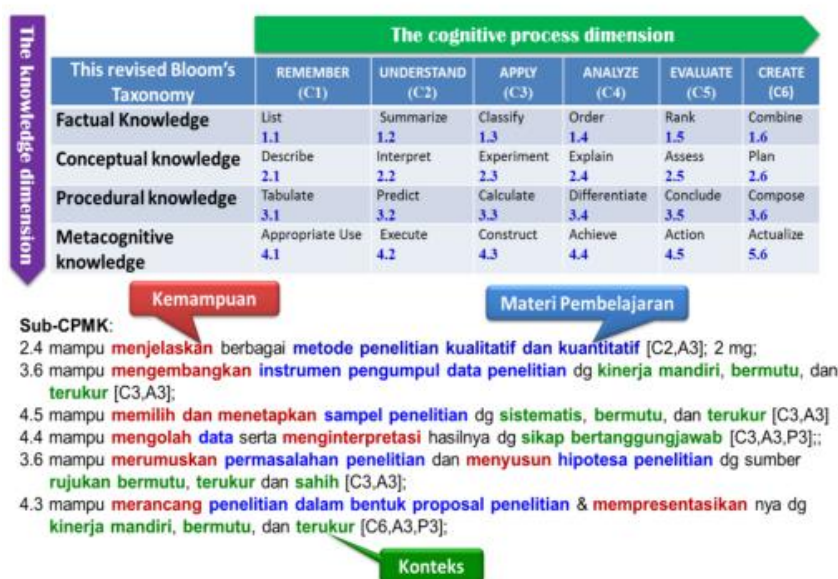 The knowledge dimension
The cognitive process dimension
This revised Bloom's Taxonomy REMEMBER (C1) UNDERSTAND (C2) APPLY (C3) ANALYZE (C4) EVALUATE (C5) CREATE (C6)
Factual Knowledge List Summarize Classify Order Rank Combine
1.1 1.2 1.3 1.4 1.5 1.6
Conceptual knowledge Describe Interpret Experiment Explain Assess Plan
2.1 2.2 2.3 2.4 2.5 2.6
Procedural knowledge Tabulate Predict Calculate Differentiate Conclude Compose
3.1 3.2 3.3 3.4 3.5 3.6
Metacognitive knowledge Appropriate Use Execute Construct Achieve Action Actualize
4.1 4.2 4.3 4.4 4.5 5.6
Kemampuan
Materi Pembelajaran
Sub-CPMK:
2.4 mampu menjelaskan berbagai metode penelitian kualitatif dan kuantitatif [C2,A3]; 2 mg;
3.6 mampu mengembangkan instrumen pengumpul data penelitian dg kinerja mandiri, bermutu, dan
terukur [C3,A3];
4.5 mampu memilih dan menetapkan sampel penelitian dg sistematis, bermutu, dan terukur [C3,A3]
4.4 mampu mengolah data serta menginterpretasi hasilnya dg sikap bertanggungjawab [C3,A3,P3];;
3.6 mampu merumuskan permasalahan penelitian dan menyusun hipotesa penelitian dg sumber
rujukan bermutu, terukur dan sahih [C3,A3];
4.3 mampu merancang penelitian dalam bentuk proposal penelitian & mempresentasikan nya dg
kinerja mandiri, bermutu, dan terukur [C6,A3,P3];
Konteks